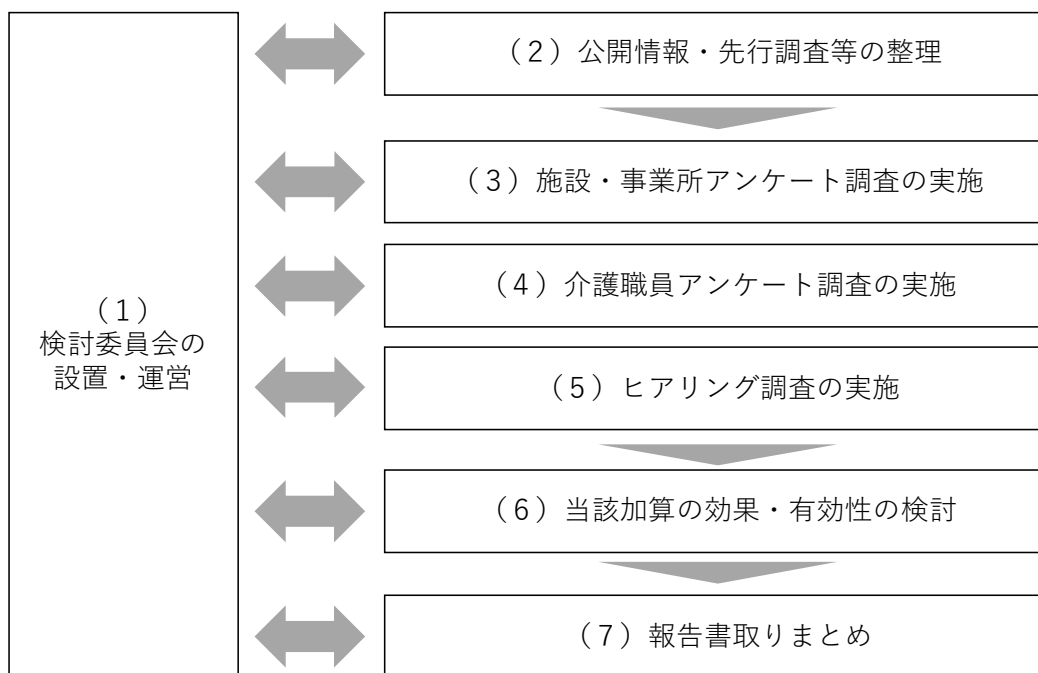 （１）
検討委員会の
設置・運営
（２）公開情報・先行調査等の整理
（３）施設・事業所アンケート調査の実施
（４）介護職員アンケート調査の実施
（５）ヒアリング調査の実施
（６）当該加算の効果・有効性の検討
（７）報告書取りまとめ